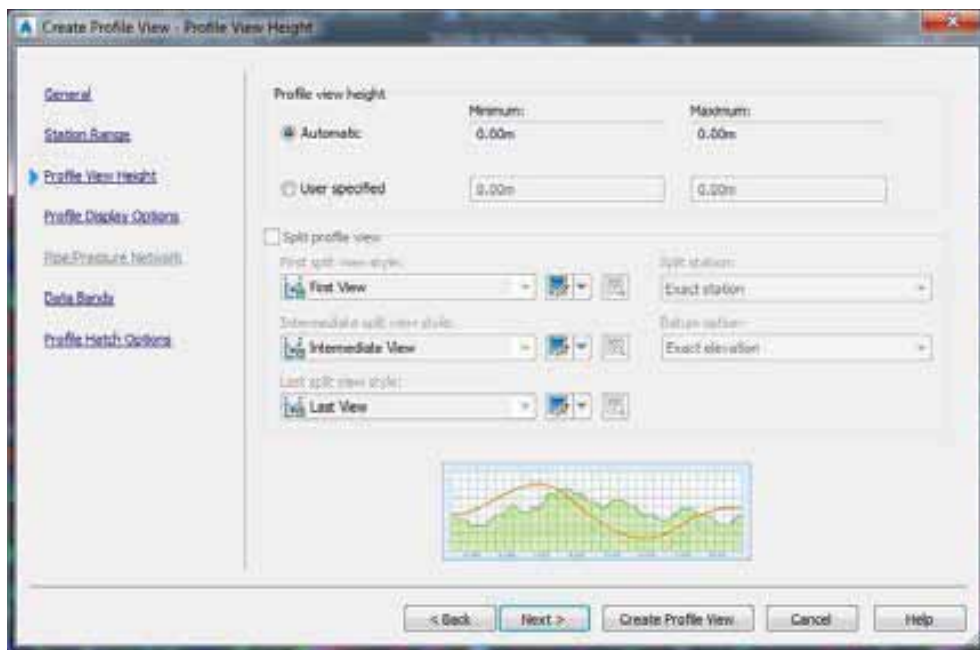 Create Profile View - Profile View Height
General
Station Range
Profile View Height
Profile Display Options
Pipe/Pressure Network
Data Bands
Profile Hatch Options
Profile view height
Minimum:
Maximum:
Automatic
0.00m
0.00m
User specified
0.00m
0.00m
Split profile view
First split view style:
Split station:
First View
Exact station
Intermediate split view style:
Datum option:
Intermediate View
Exact elevation
Last split view style:
Last View
< Back
Next >
Create Profile View
Cancel
Help